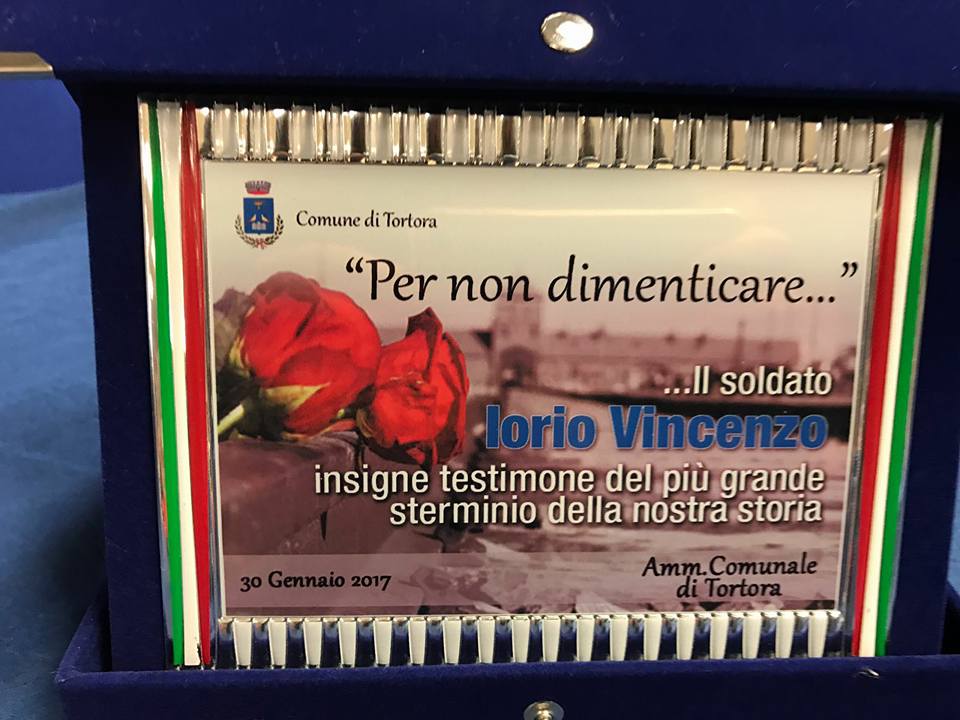 Comune di Tortora
“Per non dimenticare...”
...Il soldato
Iorio Vincenzo
insigne testimone del più grande
sterminio della nostra storia
30 Gennaio 2017
Amm.Comunale
di Tortora